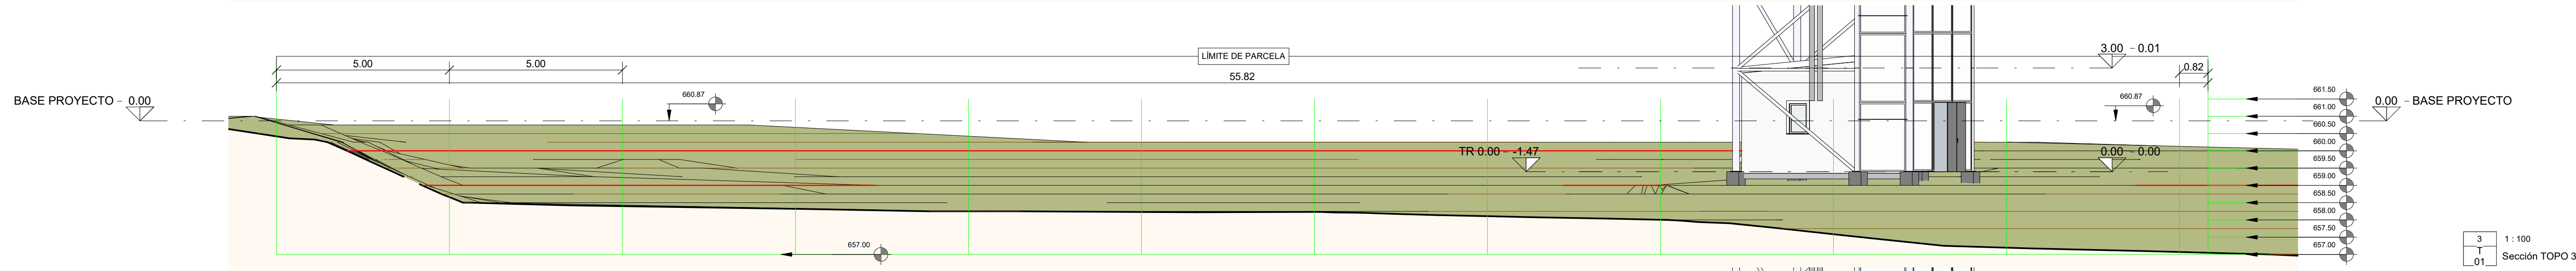 LÍMITE DE PARCELA
3.00 - 0.01
5.00 5.00
0.82
55.82
660.87
660.87
BASE PROYECTO - 0.00
0.00 - BASE PROYECTO
TR 0.00 - -1.47
0.00 - 0.00
661.50
661.00
660.50
660.00
659.50
659.00
658.50
658.00
657.50
657.00
657.00
3
T
01
1 : 100
Sección TOPO 3